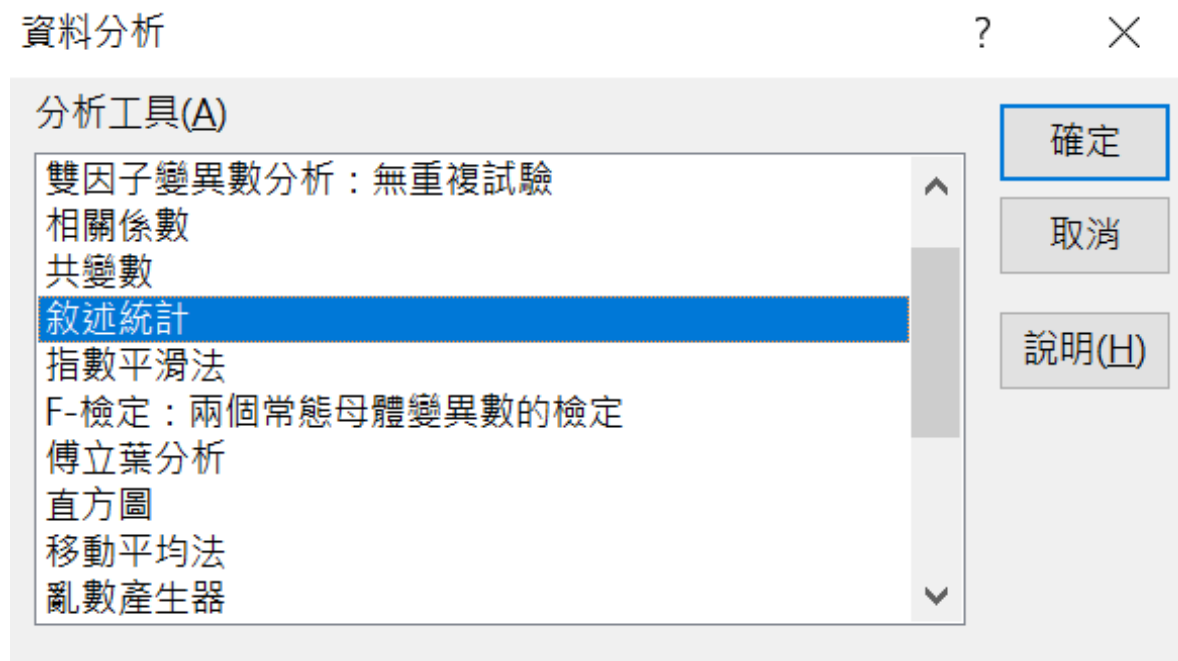 資料分析 ?
分析工具(A)
雙因子變異數分析：無重複試驗
相關係數
共變數
敘述統計
指數平滑法
F-檢定：兩個常態母體變異數的檢定
傅立葉分析
直方圖
移動平均法
亂數產生器
確定
取消
說明(H)